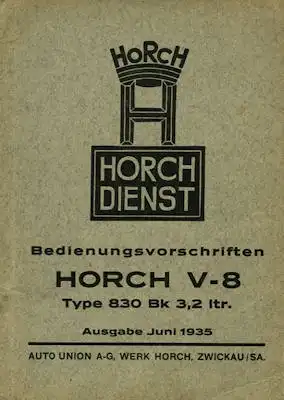 HORCH
H
HORCH
DIENST
Bedienungsvorschriften
HORCH V-8
Type 830 Bk 3,2 ltr.
Ausgabe Juni 1935
AUTO UNION A-G, WERK HORCH, ZWICKAU/SA.